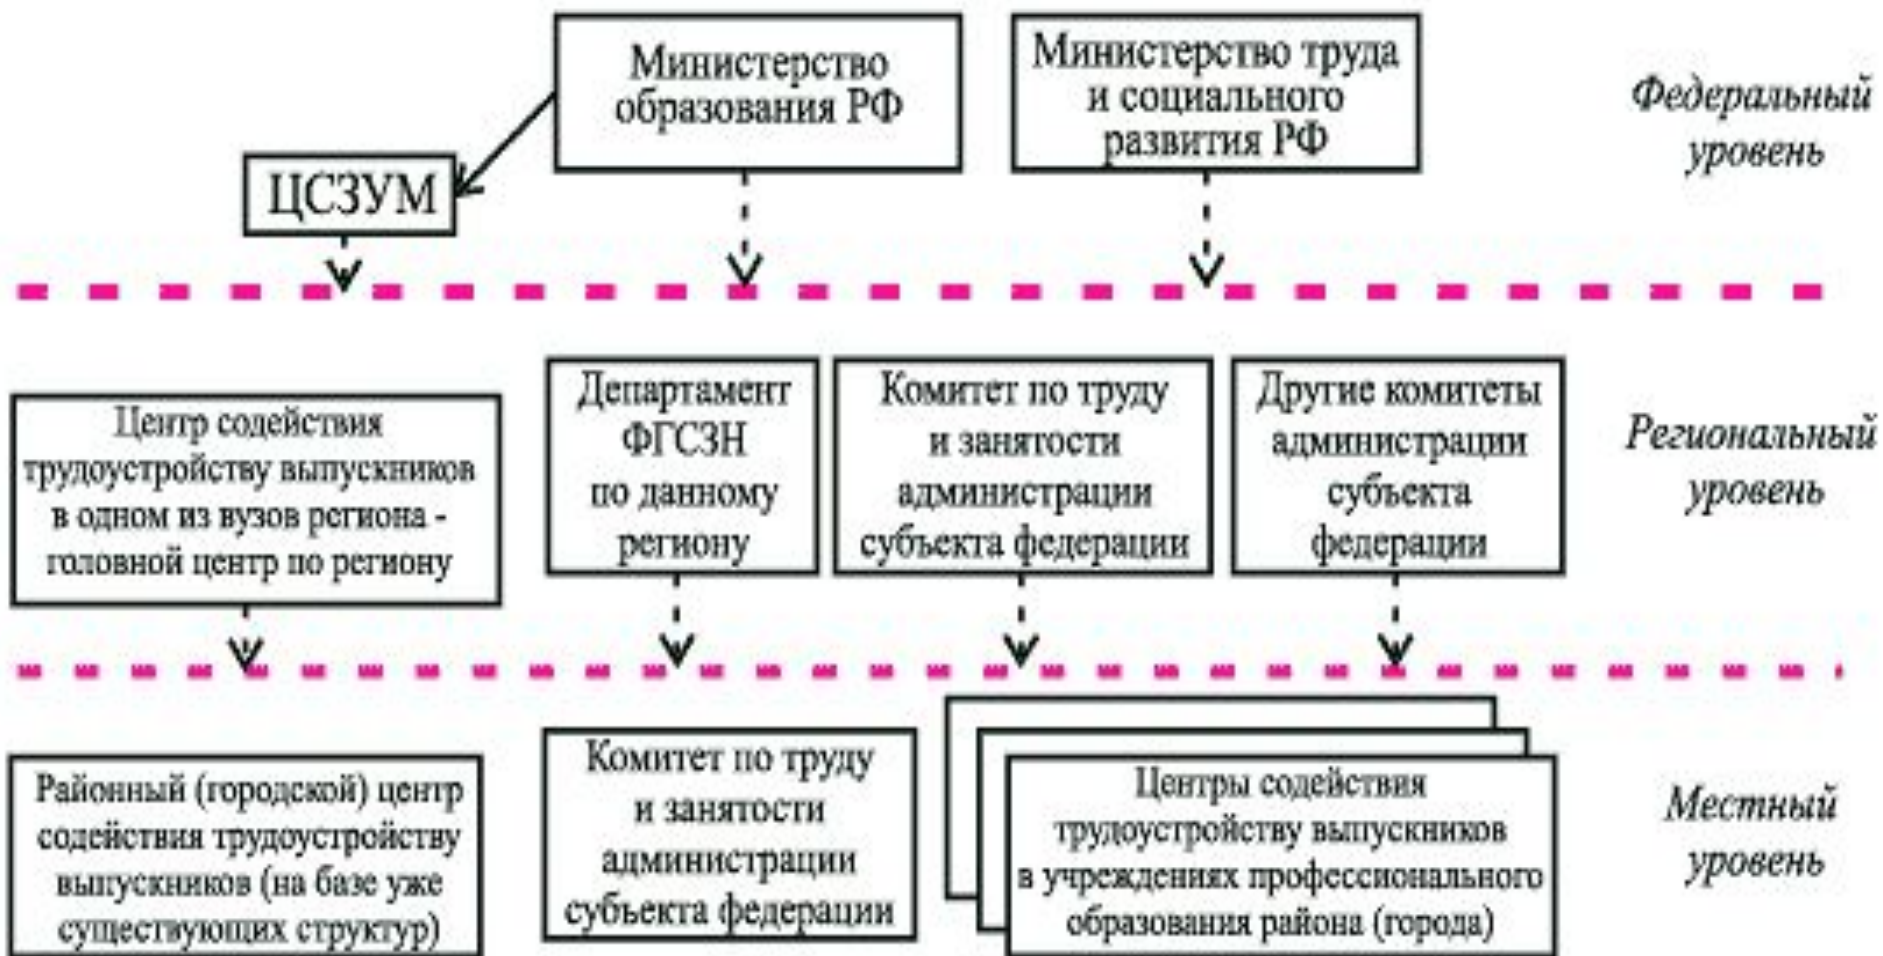 Министерство
образования РФ
Министерство труда
и социального
развития РФ
Федеральный
уровень
ЦСЗУМ
Центр содействия
трудоустройству выпускников
в одном из вузов региона -
головной центр по региону
Департамент
ФГСЗН
по данному
региону
Комитет по труду
и занятости
администрации
субъекта федерации
Другие комитеты
администрации
субъекта
федерации
Региональный
уровень
Районный (городской) центр
содействия трудоустройству
выпускников (на базе уже
существующих структур)
Комитет по труду
и занятости
администрации
субъекта федерации
Центры содействия
трудоустройству выпускников
в учреждениях профессионального
образования района (города)
Местный
уровень